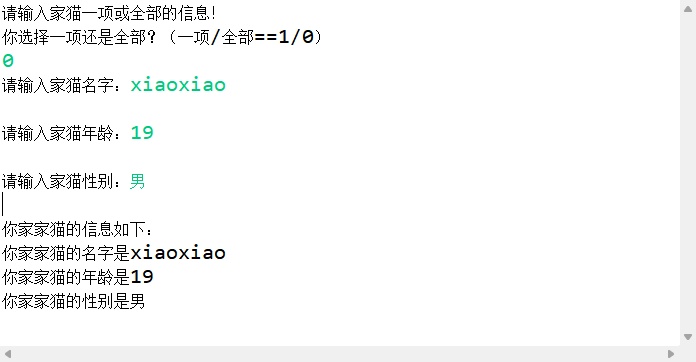 请输入家猫一项或全部的信息!
你选择一项还是全部？（一项/全部==1/0）
0
请输入家猫名字：xiaoxiao
请输入家猫年龄：19
请输入家猫性别：男
你家家猫的信息如下：
你家家猫的名字是xiaoxiao
你家家猫的年龄是19
你家家猫的性别是男